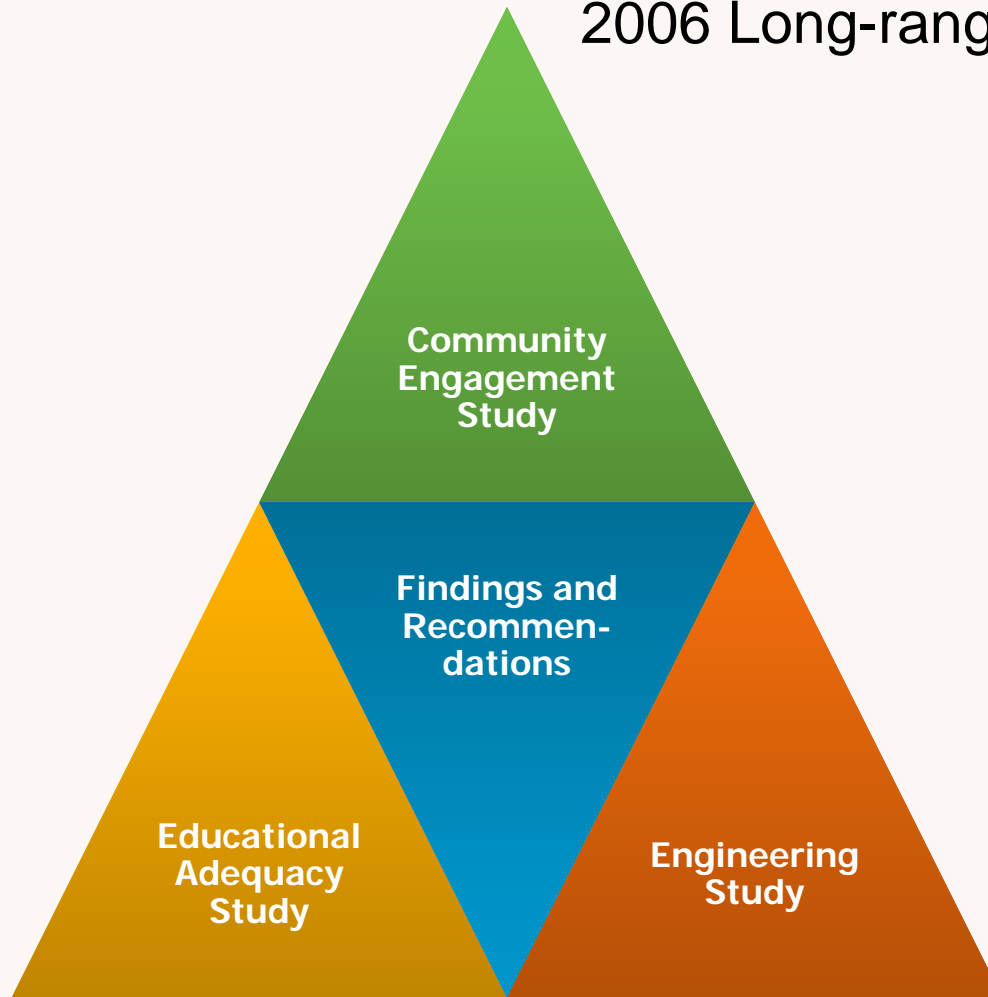 2006 Long-rang
Community
Engagement
Study
Findings and
Recommen-
dations
Educational
Adequacy
Study
Engineering
Study